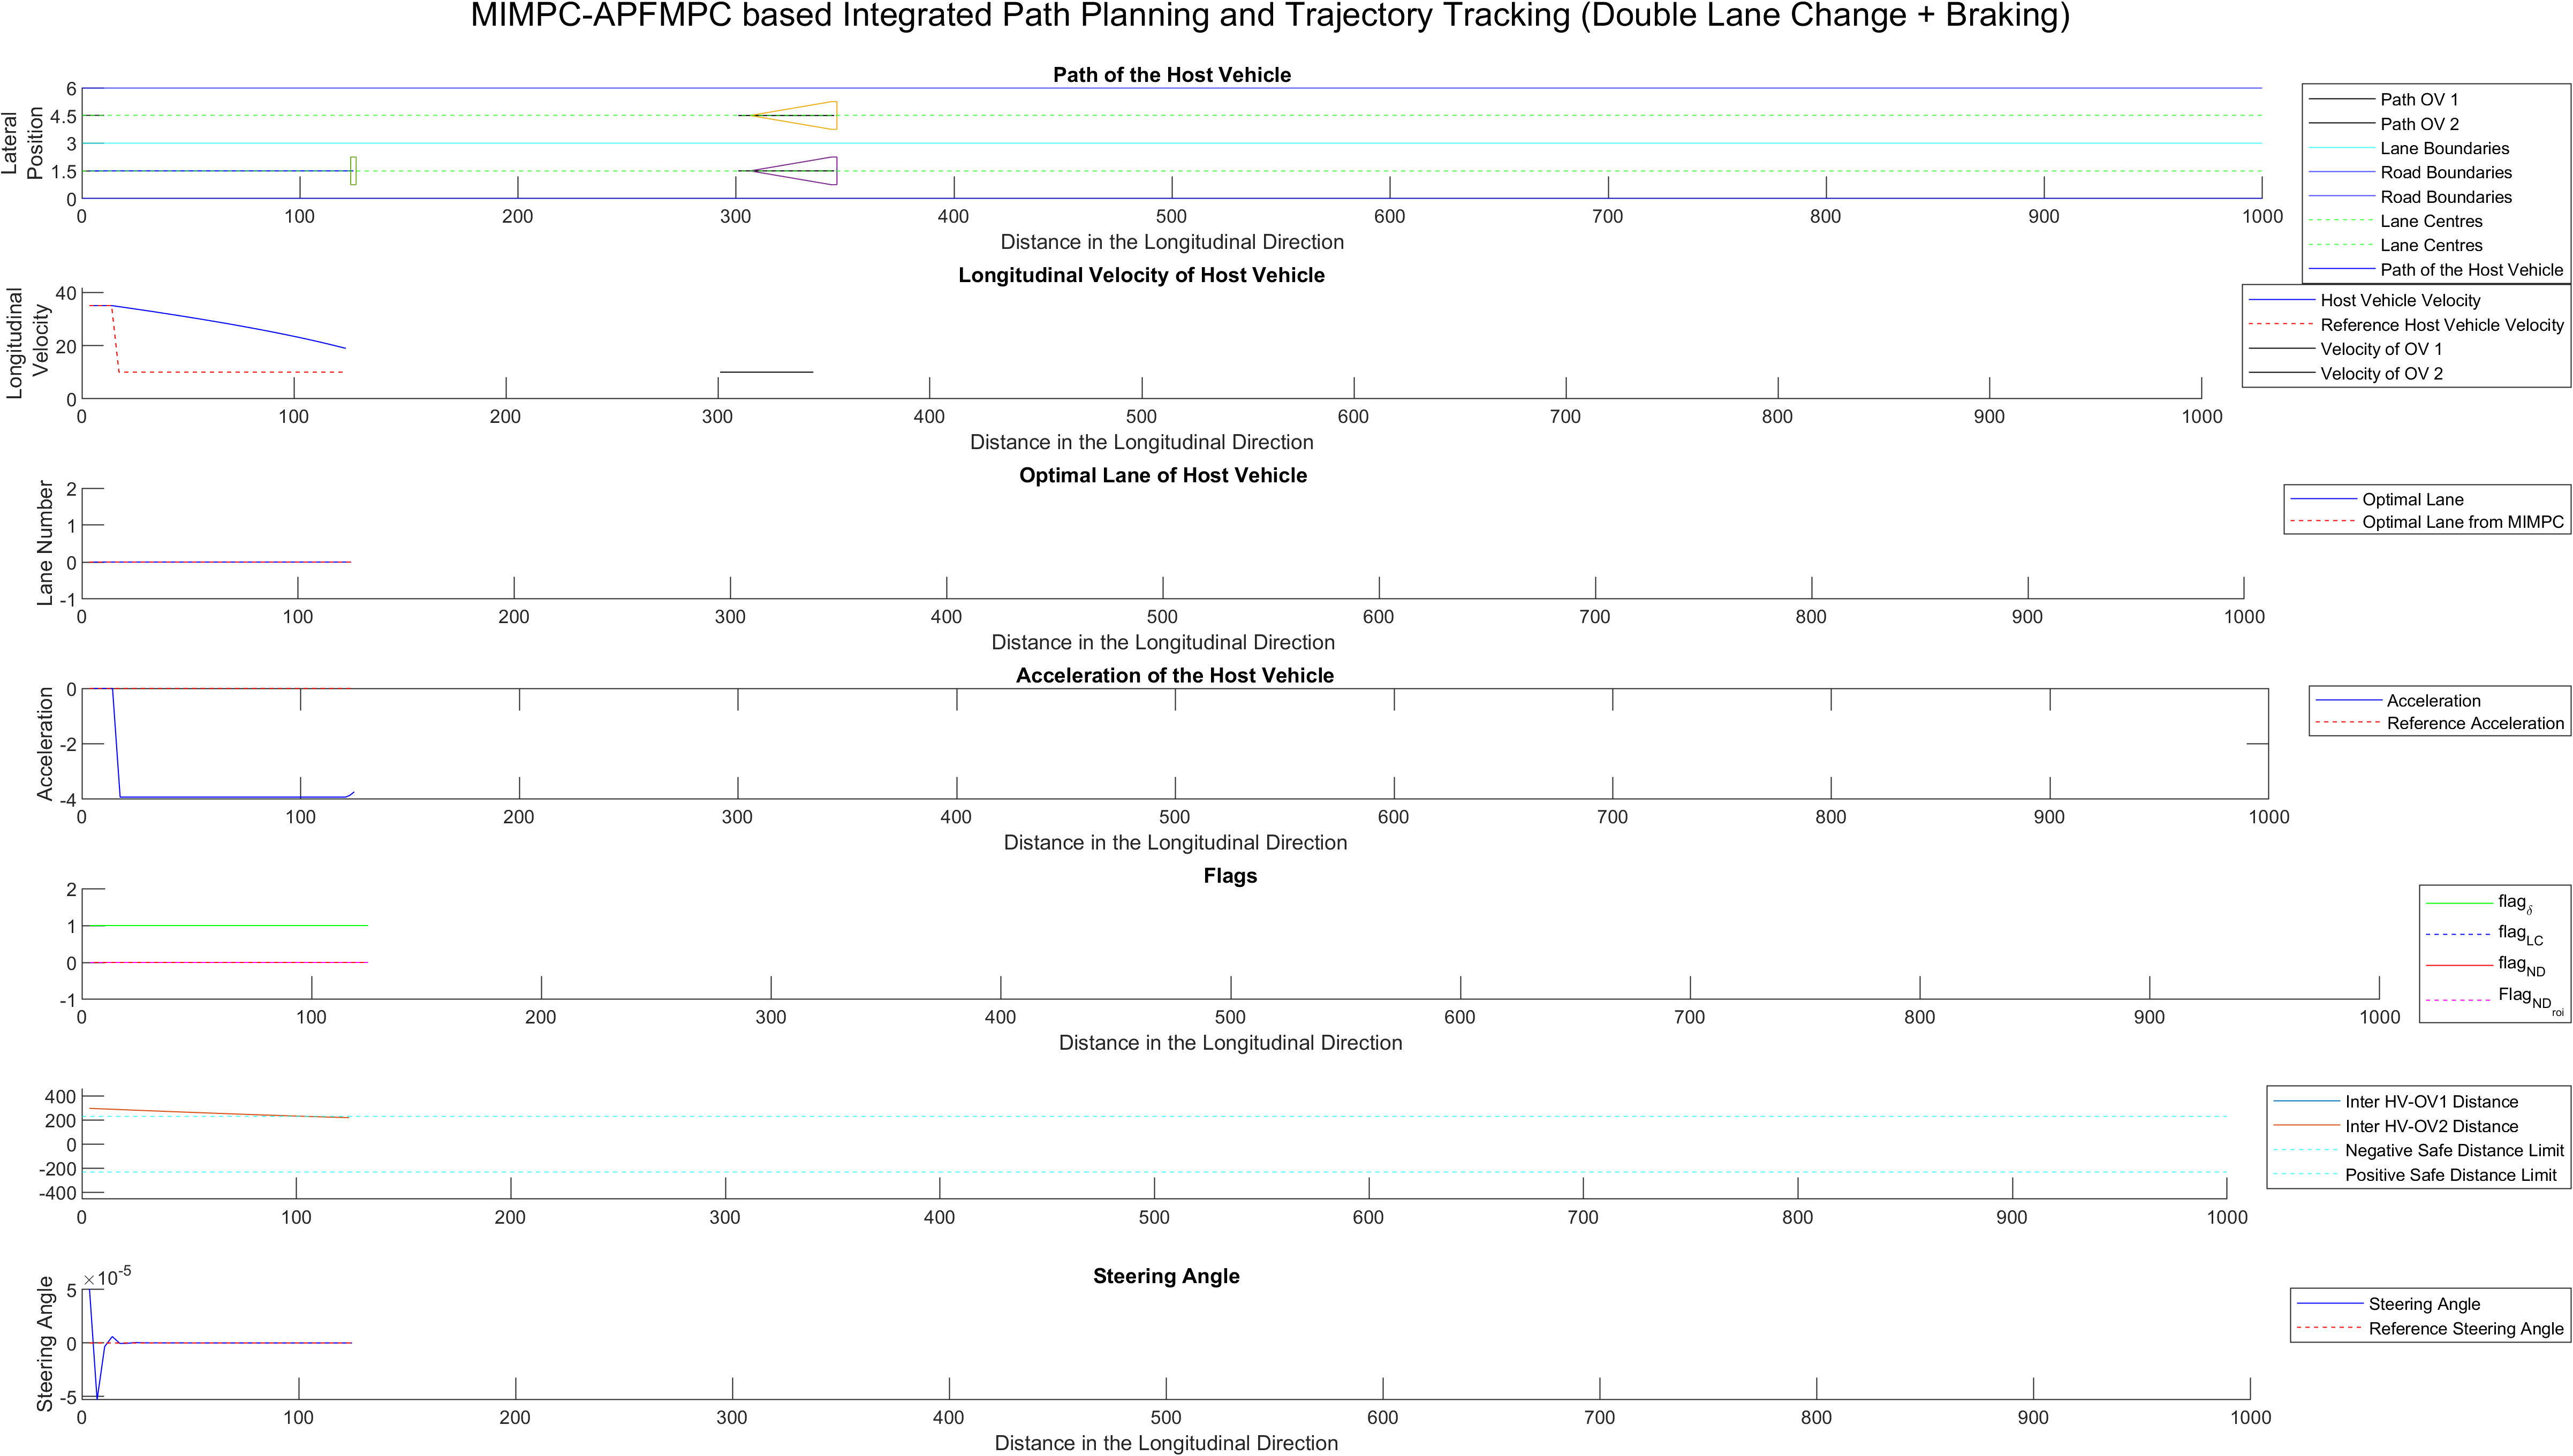 MIMPC-APFMPC based Integrated Path Planning and Trajectory Tracking (Double Lane Change + Braking)
Path of the Host Vehicle
Lateral
Position
6
4.5
3
1.5
0
0 100 200 300 400 500 600 700 800 900 1000
Distance in the Longitudinal Direction
Path OV 1
Path OV 2
Lane Boundaries
Road Boundaries
Road Boundaries
Lane Centres
Lane Centres
Path of the Host Vehicle
Longitudinal Velocity of Host Vehicle
Longitudinal
Velocity
40
20
0
0 100 200 300 400 500 600 700 800 900 1000
Distance in the Longitudinal Direction
Host Vehicle Velocity
Reference Host Vehicle Velocity
Velocity of OV 1
Velocity of OV 2
Optimal Lane of Host Vehicle
Lane Number
2
1
0
-1
0 100 200 300 400 500 600 700 800 900 1000
Distance in the Longitudinal Direction
Optimal Lane
Optimal Lane from MIMPC
Acceleration of the Host Vehicle
Acceleration
0
-2
-4
0 100 200 300 400 500 600 700 800 900 1000
Distance in the Longitudinal Direction
Acceleration
Reference Acceleration
Flags
2
1
0
-1
0 100 200 300 400 500 600 700 800 900 1000
Distance in the Longitudinal Direction
flag δ
flag LC
flag ND
Flag ND roi
400
200
0
-200
-400
0 100 200 300 400 500 600 700 800 900 1000
Inter HV-OV1 Distance
Inter HV-OV2 Distance
Negative Safe Distance Limit
Positive Safe Distance Limit
Steering Angle
Steering Angle
×10-5
5
0
-5
0 100 200 300 400 500 600 700 800 900 1000
Distance in the Longitudinal Direction
Steering Angle
Reference Steering Angle